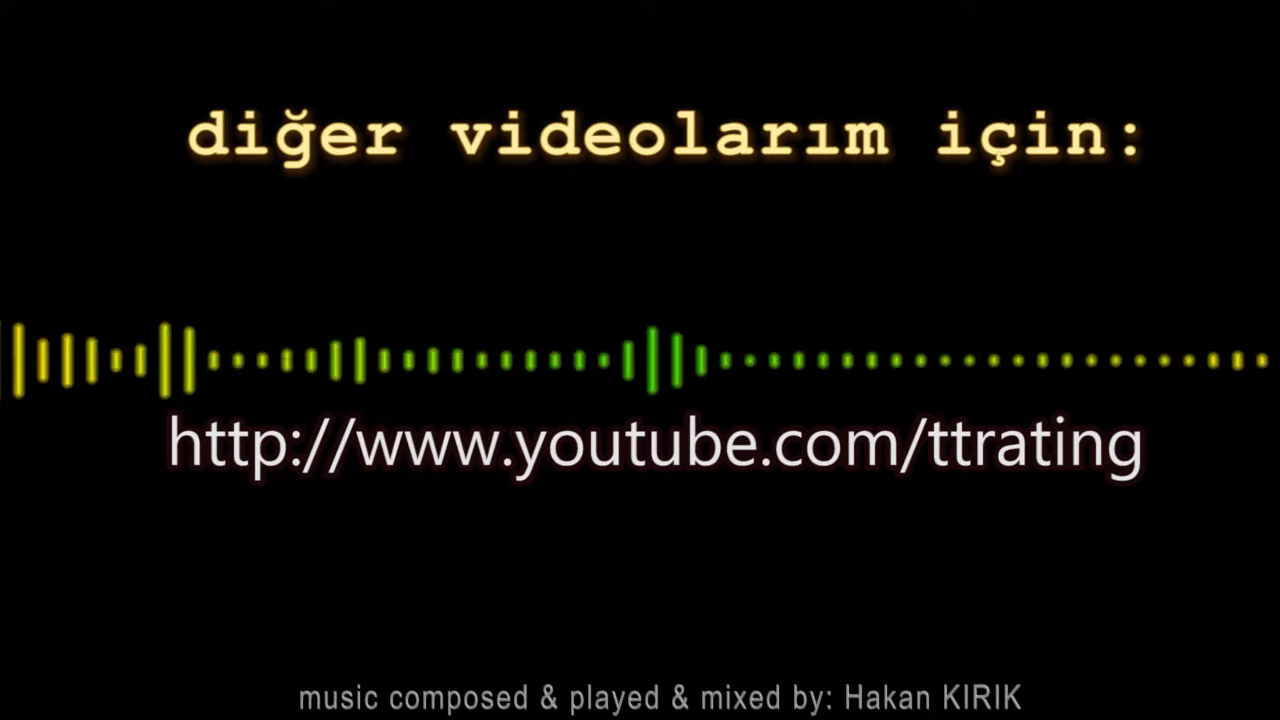 diğer videolarım için:
http://www.youtube.com/ttrating
music composed & played & mixed by: Hakan KIRIK